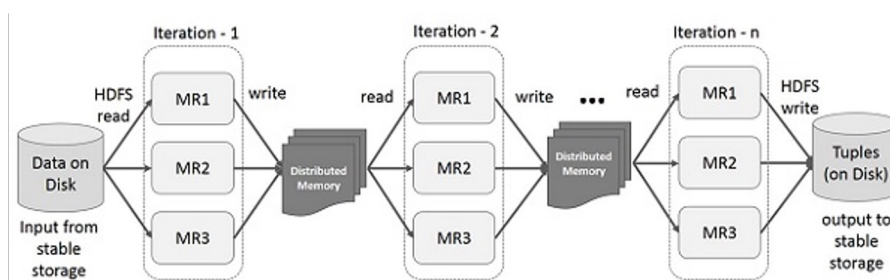 Iteration - 1
Iteration - 2
Iteration - n
HDFS
read
MR1
write
read
MR1
write
...
read
MR1
HDFS
write
Data on
Disk
MR2
Distributed
Memory
MR2
Distributed
Memory
MR2
Tuples
(on Disk)
Input from
stable
storage
MR3
MR3
MR3
output to
stable
storage